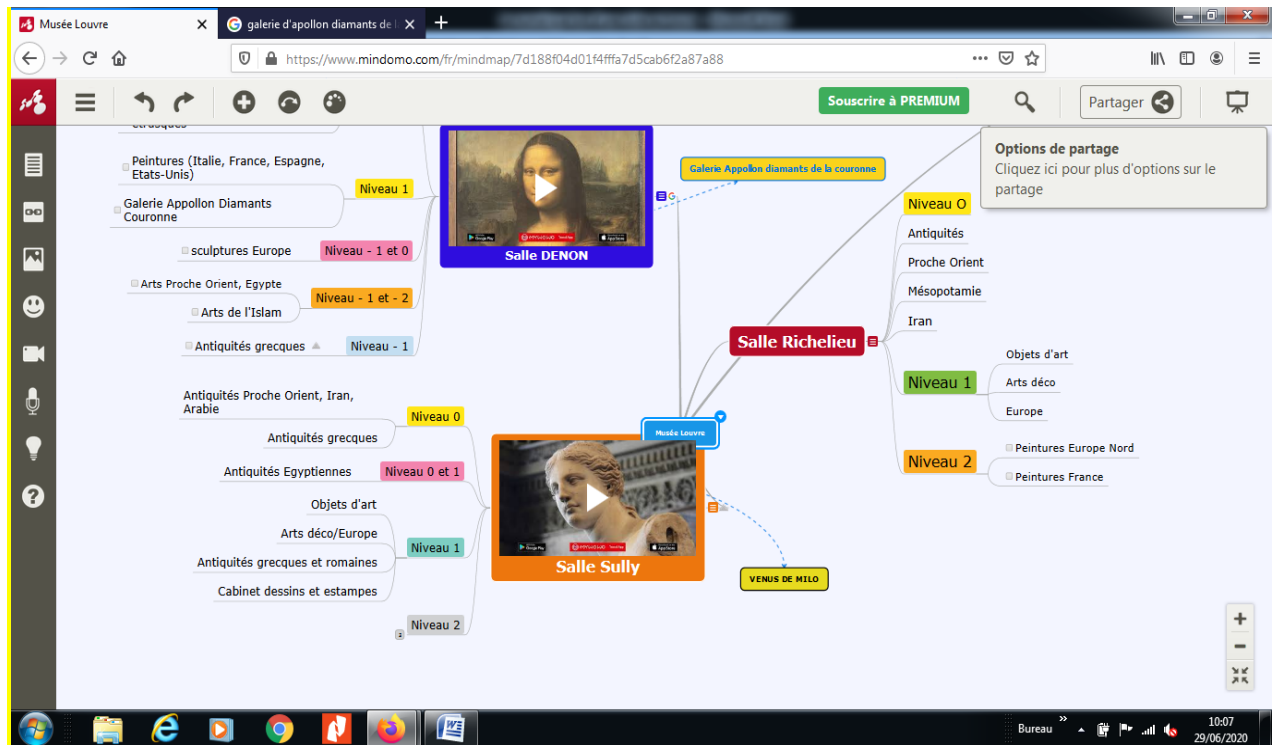 Musée Louvre
galerie d'apollon diamants de l
https://www.mindomo.com/fr/mindmap/7d188f04d01f4fffa7d5cab6f2a87a88
Souscrire à PREMIUM
Partager
Options de partage
Cliquez ici pour plus d'options sur le
partage
Peintures (Italie, France, Espagne,
Etats-Unis)
Niveau 1
Galerie Appollon Diamants
Couronne
sculptures Europe
Niveau - 1 et 0
Arts Proche Orient, Egypte
Niveau - 1 et - 2
Arts de l'Islam
Antiquités grecques
Niveau - 1
Salle DENON
Galerie Appollon diamants de la couronne
Antiquités Proche Orient, Iran,
Arabie
Niveau 0
Antiquités grecques
Antiquités Egyptiennes
Niveau 0 et 1
Objets d'art
Arts déco/Europe
Niveau 1
Antiquités grecques et romaines
Cabinet dessins et estampes
Niveau 2
Musée Louvre
Salle Sully
VENUS DE MILO
Salle Richelieu
Niveau O
Antiquités
Proche Orient
Mésopotamie
Iran
Niveau 1
Objets d'art
Arts déco
Europe
Niveau 2
Peintures Europe Nord
Peintures France
Bureau
10:07
29/06/2020